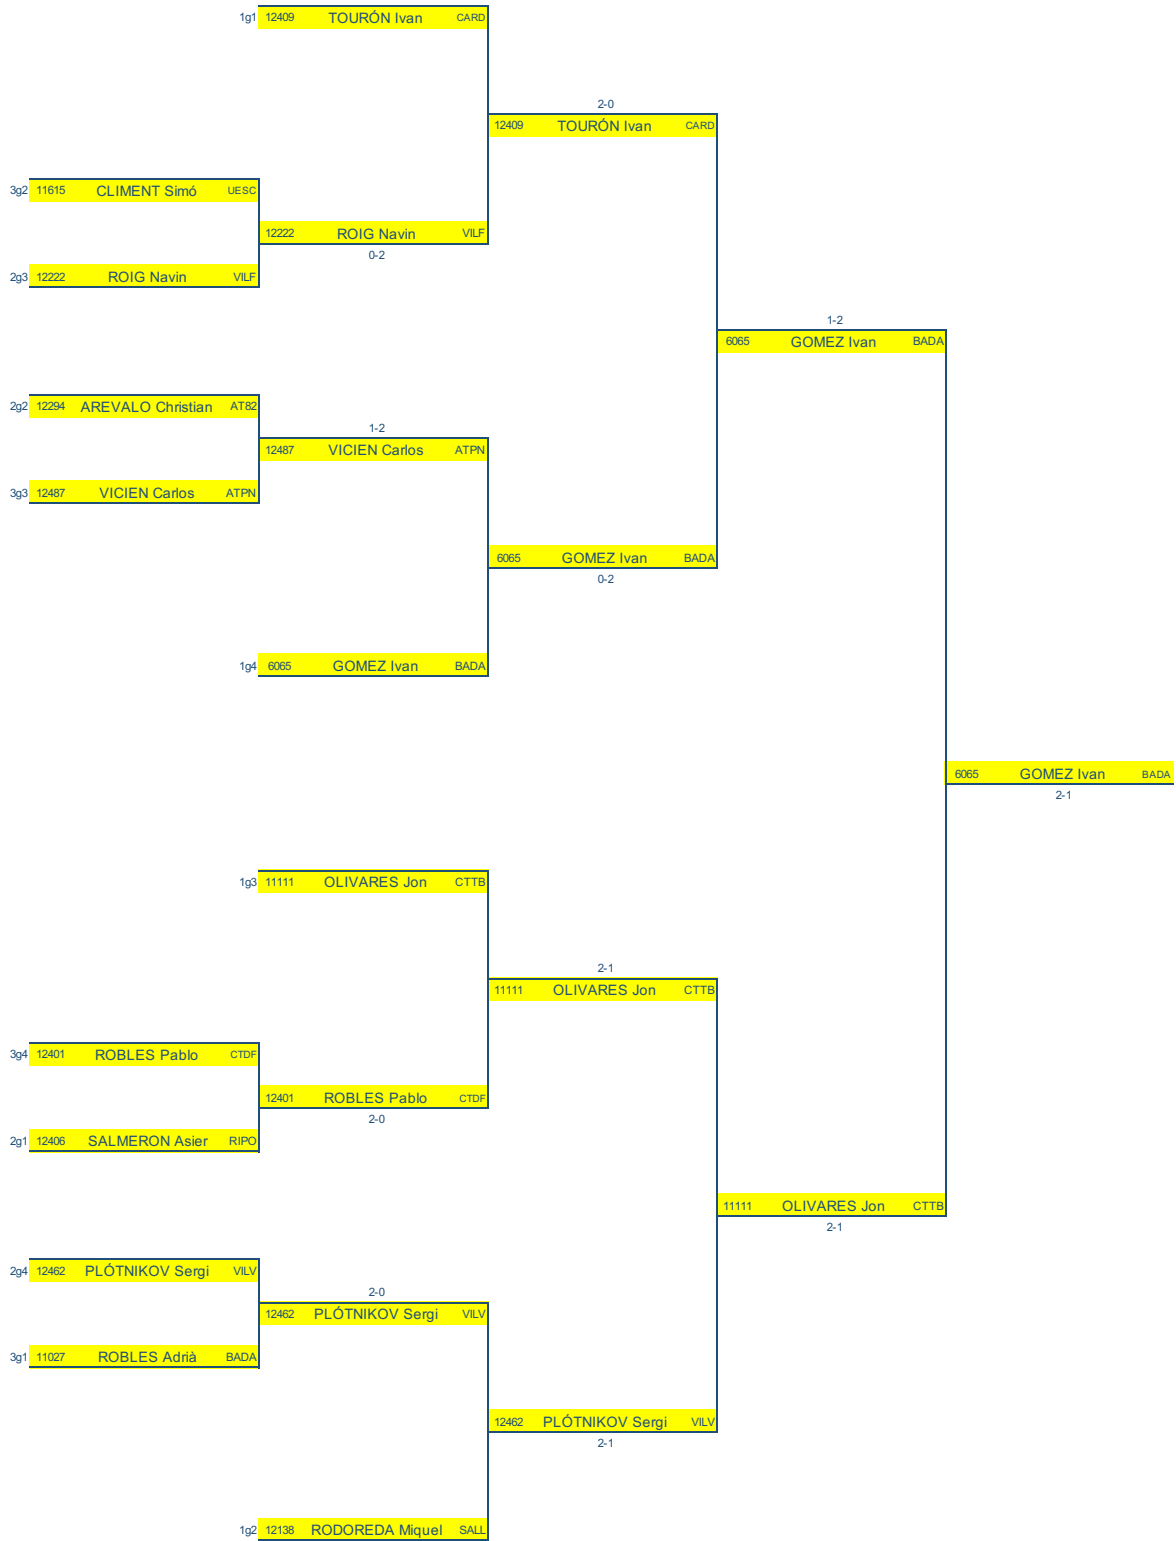 1g1 12409 TOURÓN Ivan CARD
2-0
12409 TOURÓN Ivan CARD
3g2 11615 CLIMENT Simó UESC
12222 ROIG Navin VILF
0-2
2g3 12222 ROIG Navin VILF
1-2
6065 GOMEZ Ivan BADA
2g2 12294 AREVALO Christian AT82
1-2
12487 VICIEN Carlos ATPN
3g3 12487 VICIEN Carlos ATPN
6065 GOMEZ Ivan BADA
0-2
1g4 6065 GOMEZ Ivan BADA
6065 GOMEZ Ivan BADA
2-1
1g3 11111 OLIVARES Jon CTTB
2-1
11111 OLIVARES Jon CTTB
3g4 12401 ROBLES Pablo CTDF
12401 ROBLES Pablo CTDF
2-0
2g1 12406 SALMERON Asier RIPO
11111 OLIVARES Jon CTTB
2-1
2g4 12462 PLÓTNIKOV Sergi VILV
2-0
12462 PLÓTNIKOV Sergi VILV
3g1 11027 ROBLES Adrià BADA
12462 PLÓTNIKOV Sergi VILV
2-1
1g2 12138 RODOREDA Miquel SALL